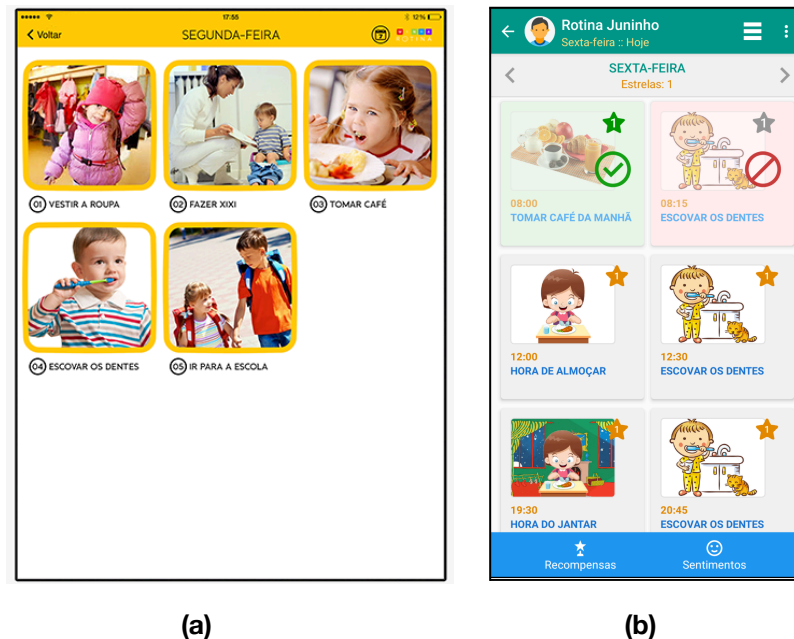 17.55
12%
Voltar
SEGUNDA-FEIRA
ROTINA
01 VESTIR A ROUPA
02 FAZER XIXI
03 TOMAR CAFÉ
04 ESCOVAR OS DENTES
05 IR PARA A ESCOLA
(a)
Rotina Juninho
Sexta-feira :: Hoje
SEXTA-FEIRA
Estrelas: 1
1
1
08:00
TOMAR CAFÉ DA MANHÃ
08:15
ESCOVAR OS DENTES
1
1
12:00
HORA DE ALMOÇAR
12:30
ESCOVAR OS DENTES
1
1
19:30
HORA DO JANTAR
20:45
ESCOVAR OS DENTES
Recompensas
Sentimentos
(b)